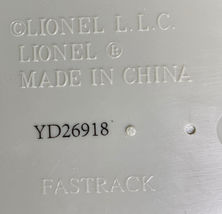 ©LIONEL L.L.C.
LIONEL ®
MADE IN CHINA
YD26918
FASTRACK